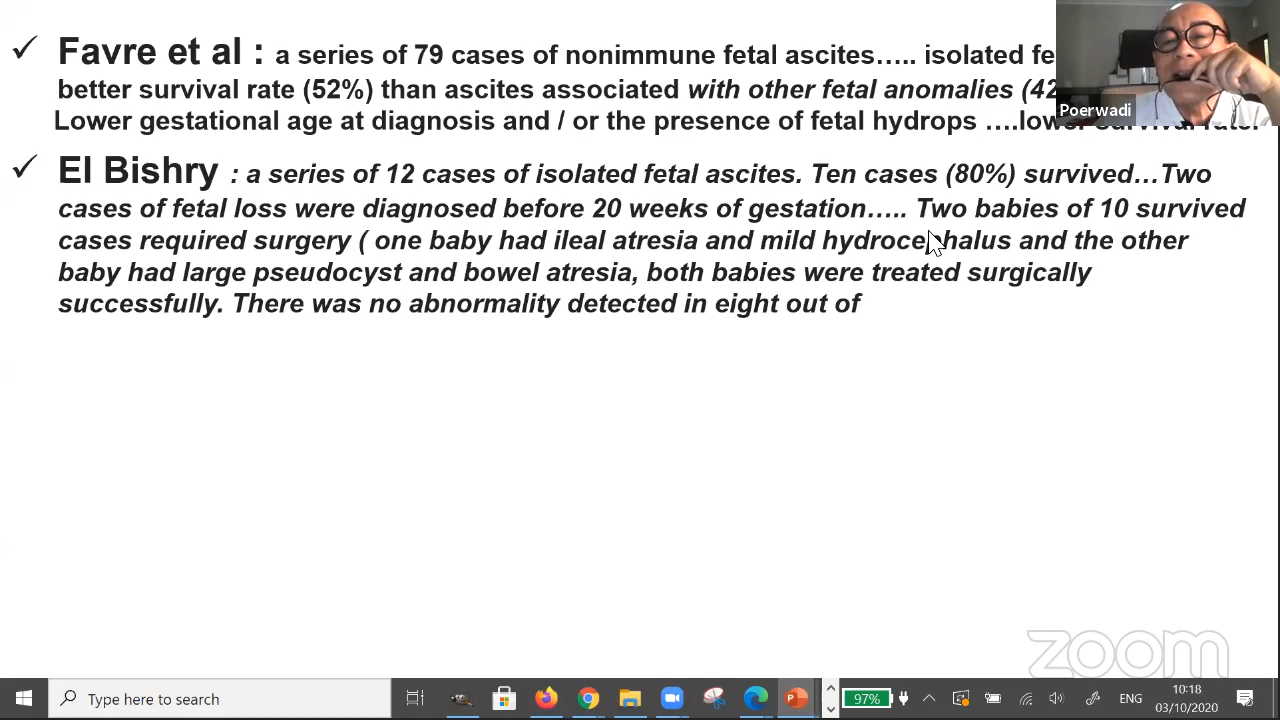 ✓ Favre et al : a series of 79 cases of nonimmune fetal ascites….. isolated fe
better survival rate (52%) than ascites associated with other fetal anomalies (42
Lower gestational age at diagnosis and / or the presence of fetal hydrops ….lower survival rate.
✓ El Bishry : a series of 12 cases of isolated fetal ascites. Ten cases (80%) survived…Two
cases of fetal loss were diagnosed before 20 weeks of gestation….. Two babies of 10 survived
cases required surgery ( one baby had ileal atresia and mild hydrocephalus and the other
baby had large pseudocyst and bowel atresia, both babies were treated surgically
successfully. There was no abnormality detected in eight out of
Poerwadi
zoom
Type here to search
97%
ENG
10:18
03/10/2020